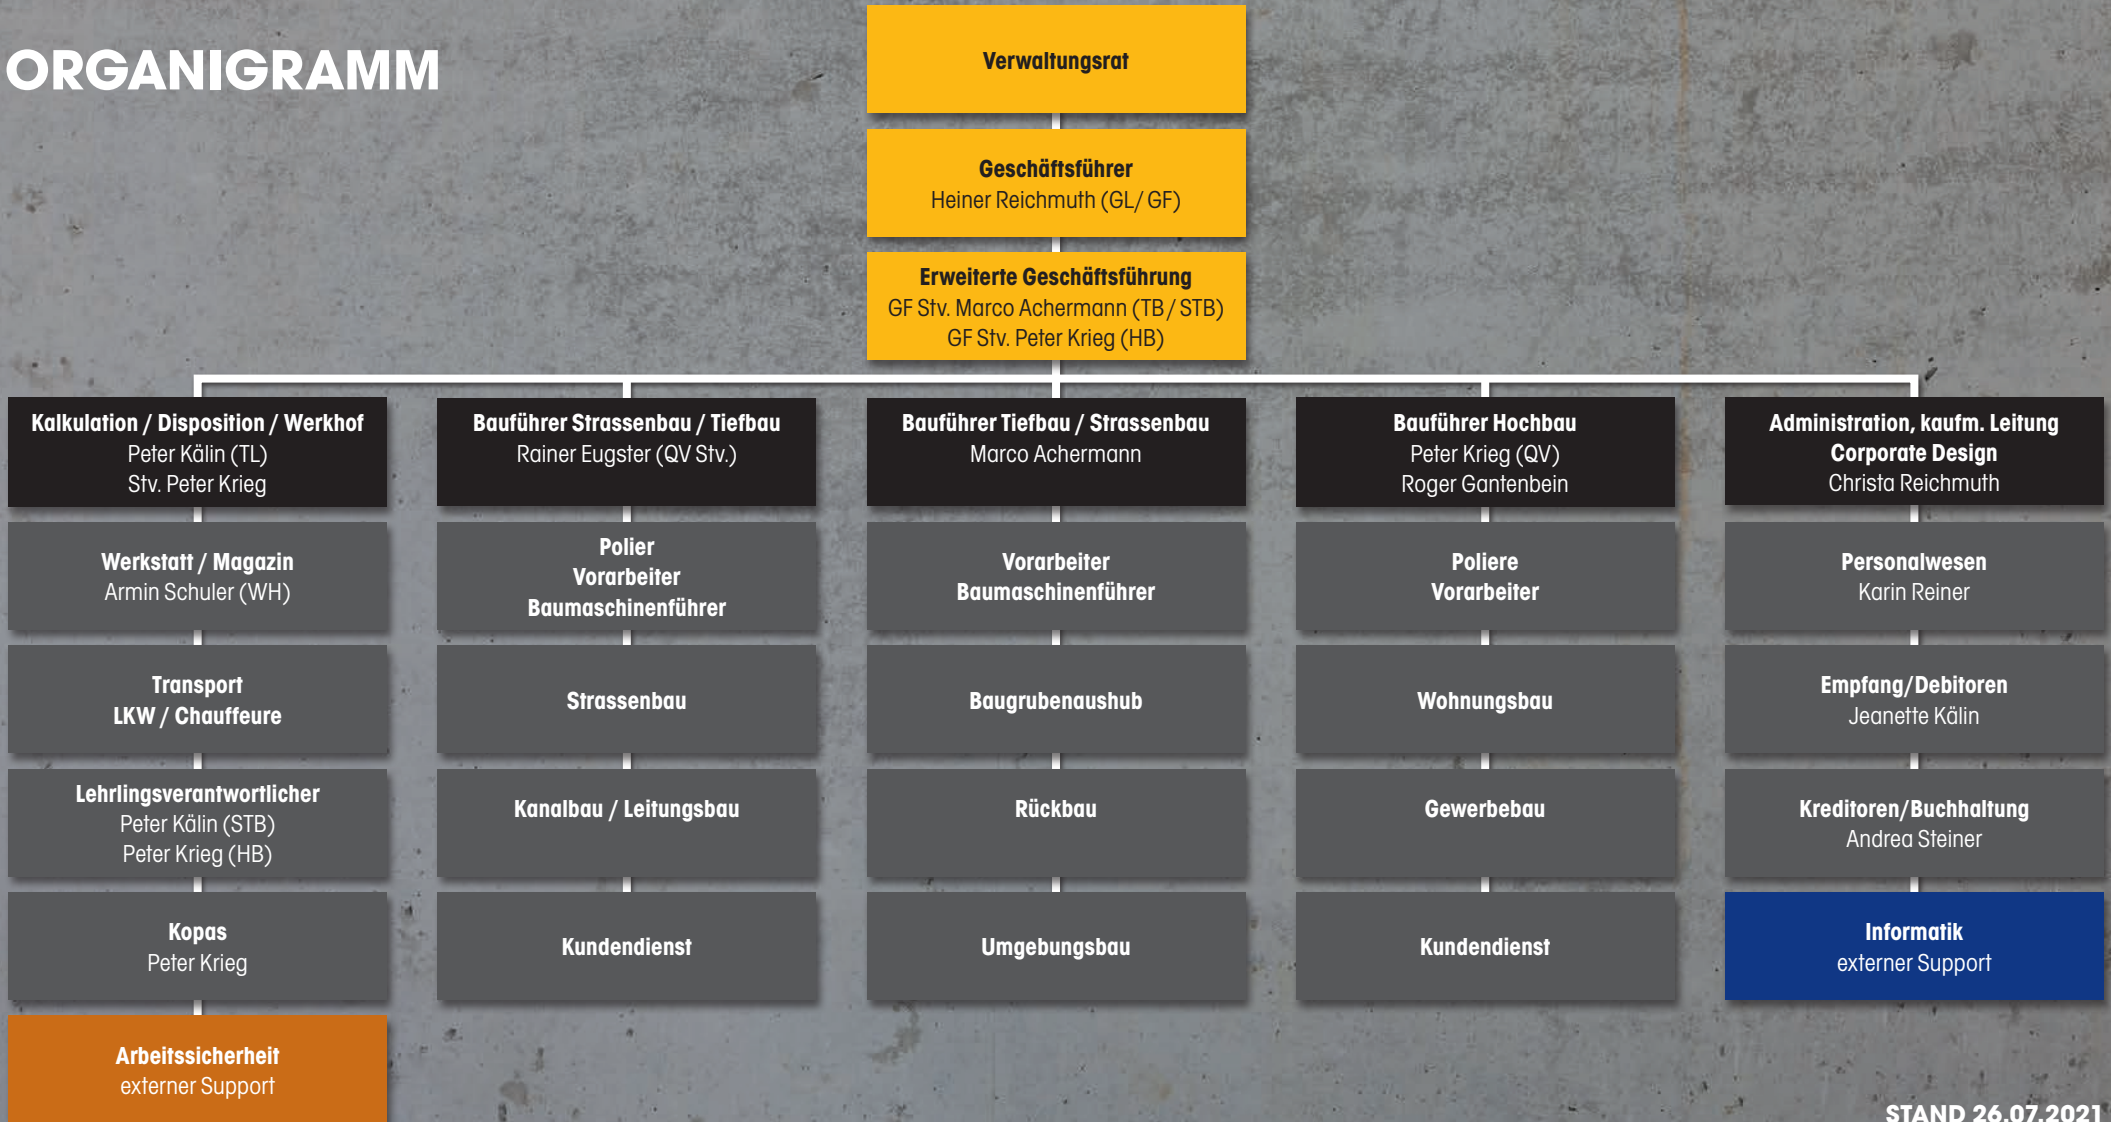 ORGANIGRAMM
Verwaltungsrat
Geschäftsführer
Heiner Reichmuth (GL/ GF)
Erweiterte Geschäftsführung
GF Stv. Marco Achermann (TB / STB)
GF Stv. Peter Krieg (HB)
Kalkulation / Disposition / Werkhof
Peter Kälin (TL)
Stv. Peter Krieg
Werkstatt / Magazin
Armin Schuler (WH)
Transport
LKW / Chauffeure
Lehrlingsverantwortlicher
Peter Kälin (STB)
Peter Krieg (HB)
Kopas
Peter Krieg
Arbeitssicherheit
externer Support
Bauführer Strassenbau / Tiefbau
Rainer Eugster (QV Stv.)
Polier
Vorarbeiter
Baumaschinenführer
Strassenbau
Kanalbau / Leitungsbau
Kundendienst
Bauführer Tiefbau / Strassenbau
Marco Achermann
Vorarbeiter
Baumaschinenführer
Baugrubenaushub
Rückbau
Umgebungsbau
Bauführer Hochbau
Peter Krieg (QV)
Roger Gantenbein
Poliere
Vorarbeiter
Wohnungsbau
Gewerbebau
Kundendienst
Administration, kaufm. Leitung
Corporate Design
Christa Reichmuth
Personalwesen
Karin Reiner
Empfang/Debitoren
Jeanette Kälin
Kreditoren/Buchhaltung
Andrea Steiner
Informatik
externer Support
STAND 26.07.2021